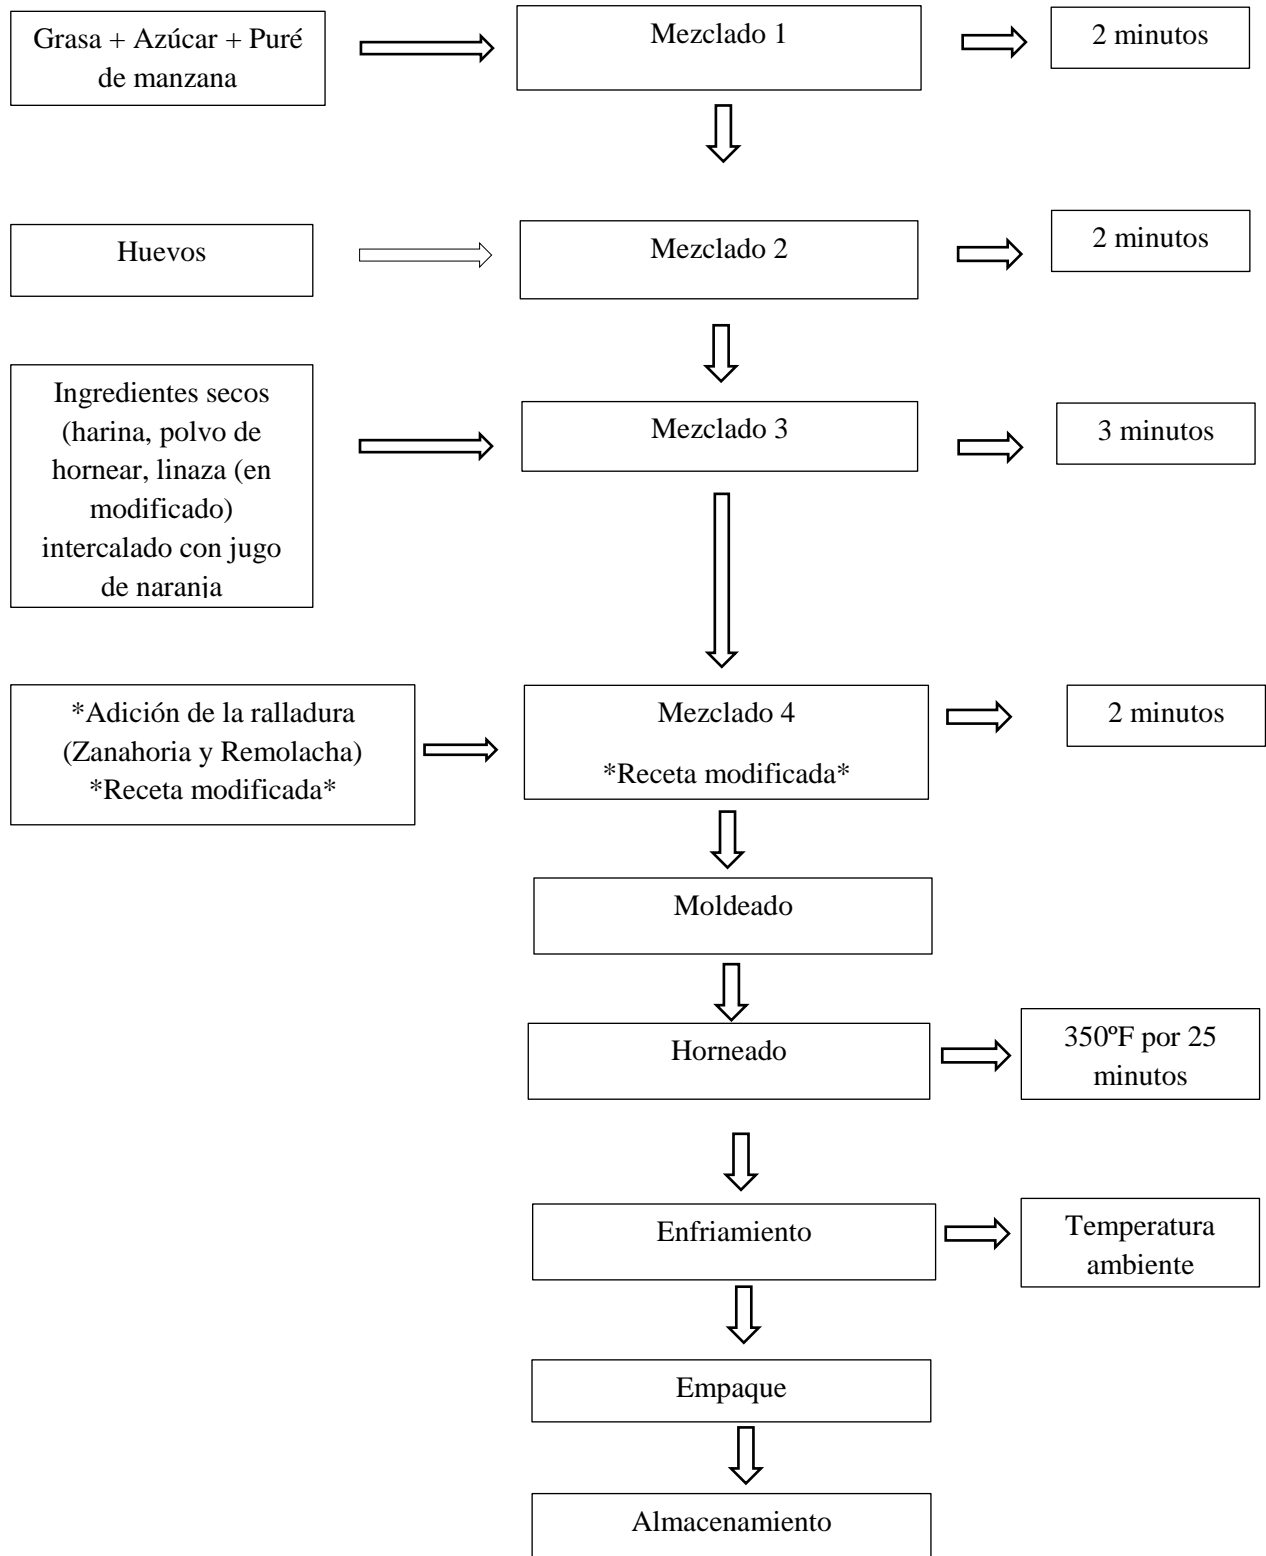 Grasa + Azúcar + Puré
de manzana
Mezclado 1
2 minutos
Huevos
Mezclado 2
2 minutos
Ingredientes secos
(harina, polvo de
hornear, linaza (en
modificado)
intercalado con jugo
de naranja
Mezclado 3
3 minutos
*Adición de la ralladura
(Zanahoria y Remolacha)
*Receta modificada*
Mezclado 4
*Receta modificada*
2 minutos
Moldeado
Horneado
350ºF por 25
minutos
Enfriamiento
Temperatura
ambiente
Empaque
Almacenamiento